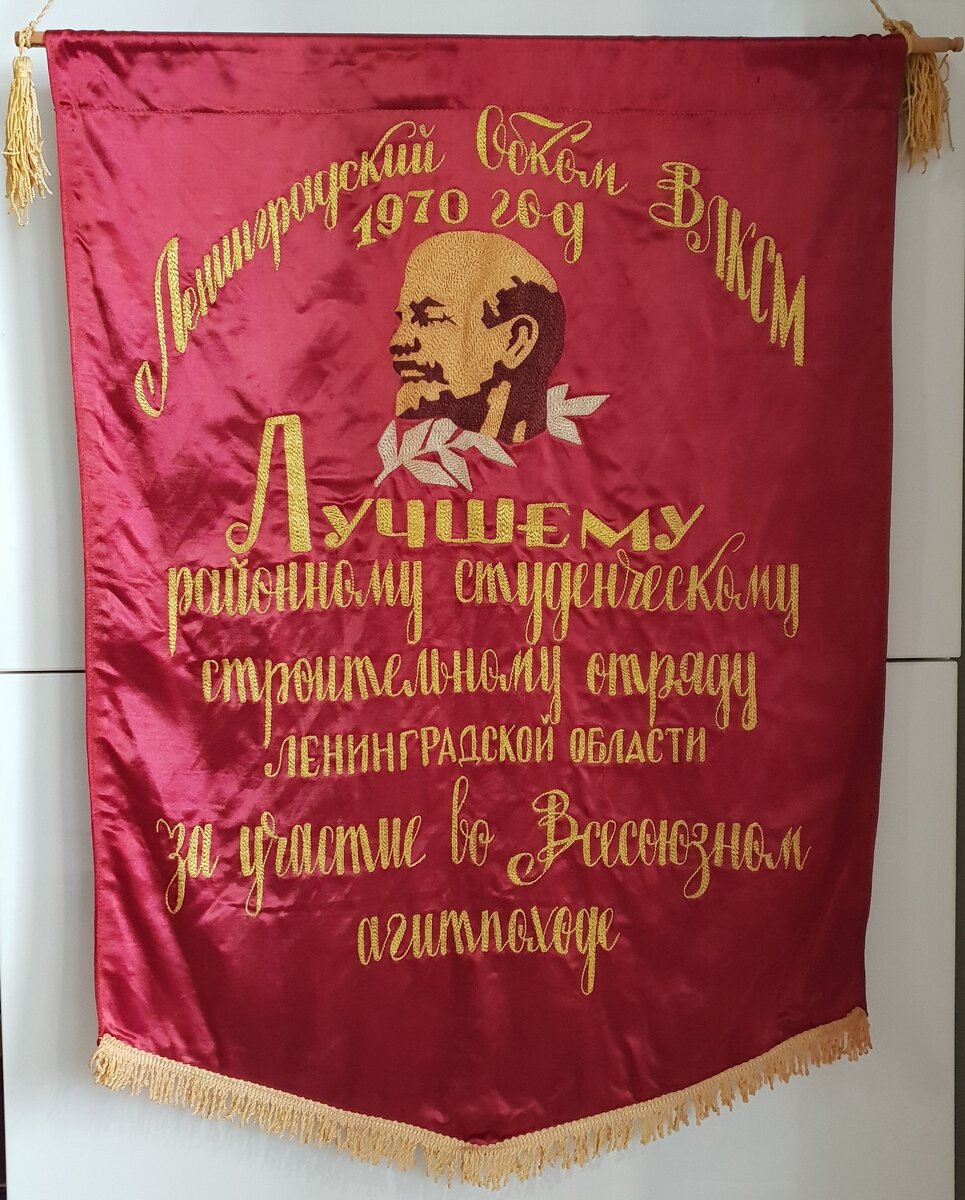 Ленинградский Обком ВЛКСМ
1970 год
Лучшему
районному студенческому
строительному отряду
ЛЕНИНГРАДСКОЙ ОБЛАСТИ
за участие во Всесоюзном
агитпоходе